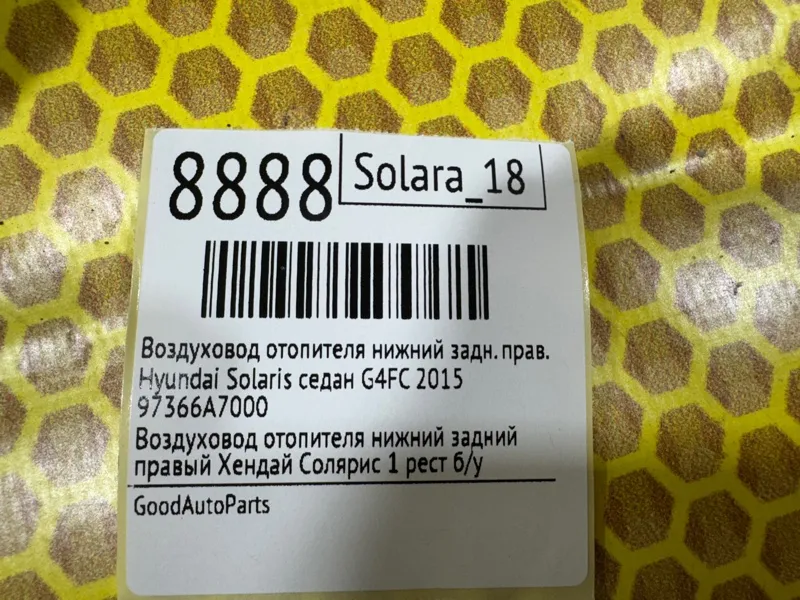 8888
Solara_18
Воздуховод отопителя нижний задн. прав.
Hyundai Solaris седан G4FC 2015
97366A7000
Воздуховод отопителя нижний задний
правый Хендай Солярис 1 рест б/у
GoodAutoParts